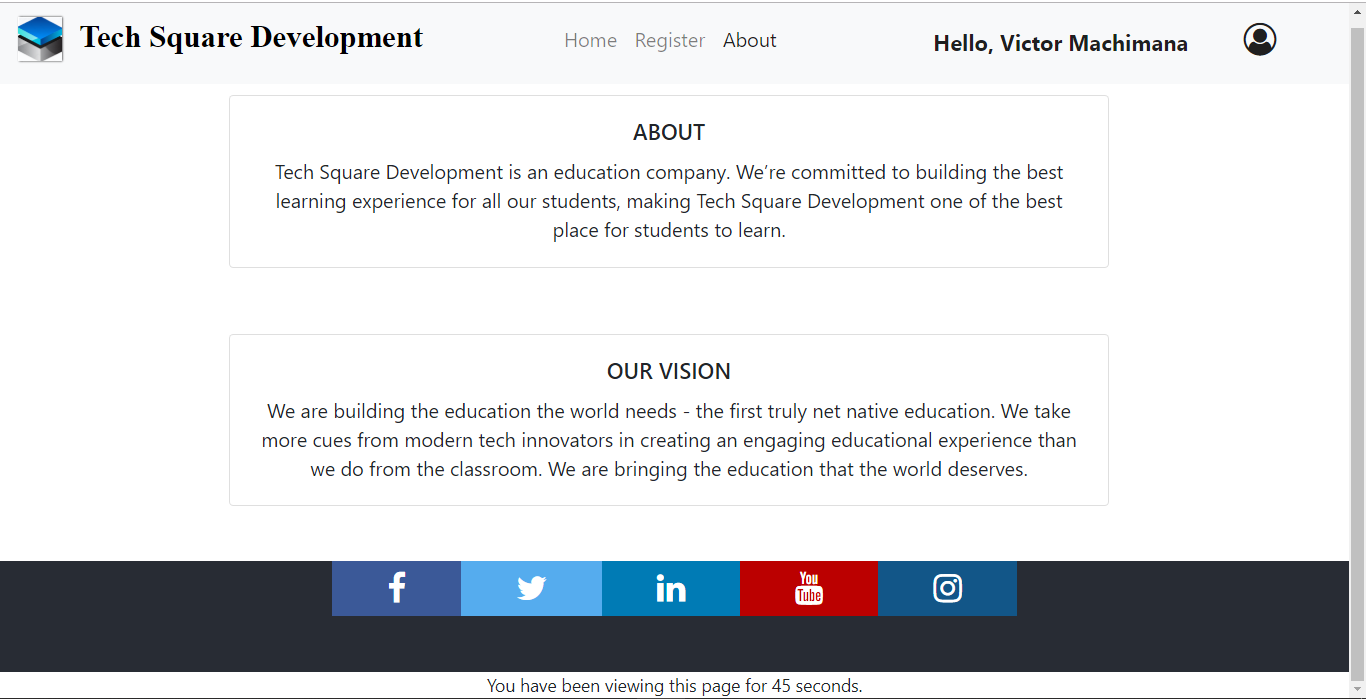 Tech Square Development
Home Register About
Hello, Victor Machimana
ABOUT
Tech Square Development is an education company. We’re committed to building the best
learning experience for all our students, making Tech Square Development one of the best
place for students to learn.
OUR VISION
We are building the education the world needs - the first truly net native education. We take
more cues from modern tech innovators in creating an engaging educational experience than
we do from the classroom. We are bringing the education that the world deserves.
f
in
You
Tube
You have been viewing this page for 45 seconds.